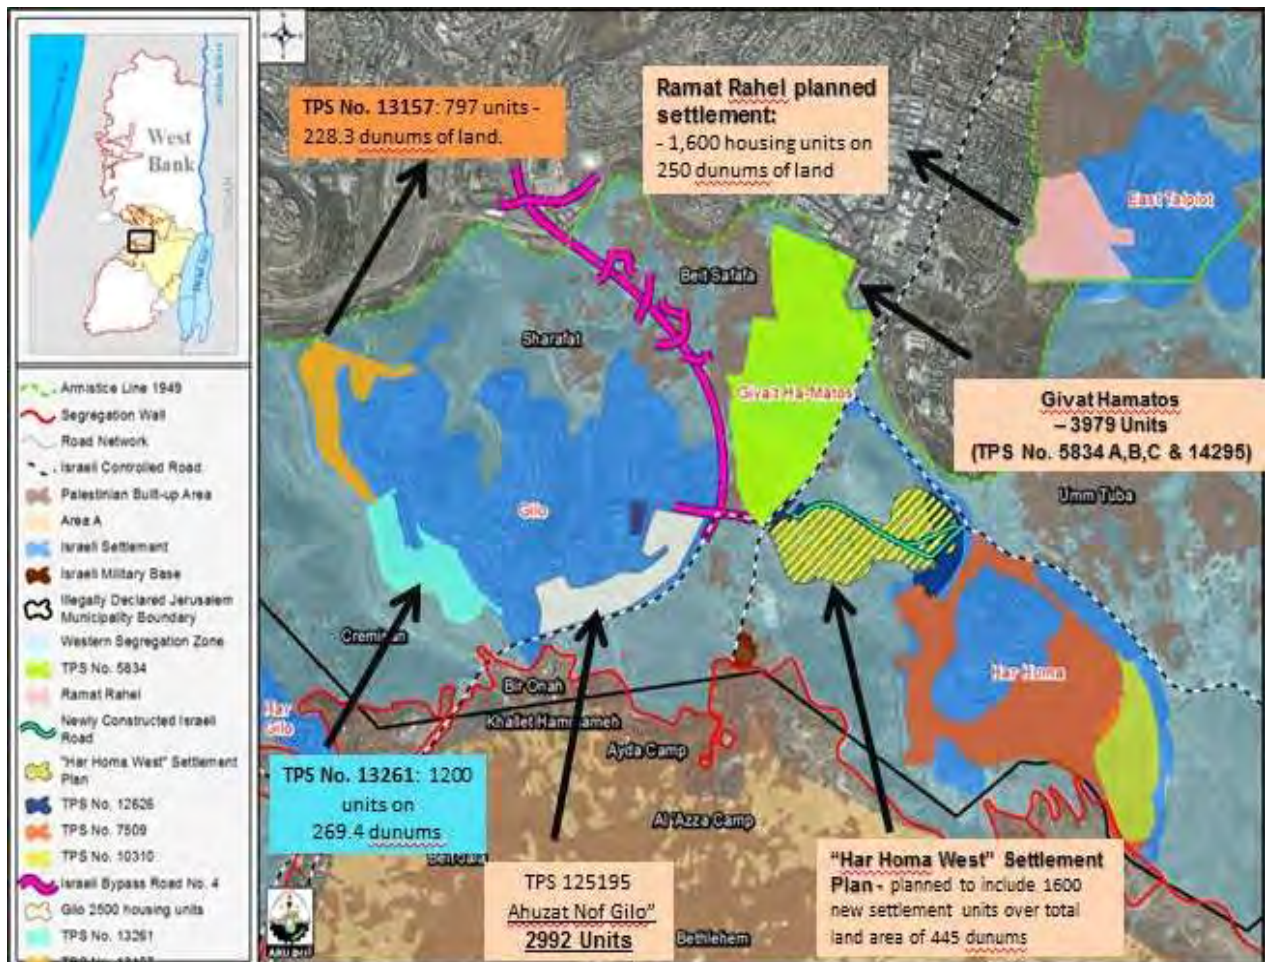 West
Bank
TPS No. 13157: 797 units -
228.3 dunums of land.
Ramat Rahel planned
settlement:
- 1,600 housing units on
250 dunums of land
East Talpiot
Beit Safafa
Sharafat
Givat Ha-Matos
Givat Hamatos
– 3979 Units
(TPS No. 5834 A,B,C & 14295)
Umm Tuba
Gilo
Cremisan
Har Homa
Bir Onah
Har
Gilo
Khallet Hammameh
Ayda Camp
TPS No. 13261: 1200
units on
269.4 dunums
Al 'Azza Camp
Beit Jala
TPS 125195
Ahuzat Nof Gilo”
2992 Units
Bethlehem
“Har Homa West” Settlement
Plan - planned to include 1600
new settlement units over total
land area of 445 dunums
Armistice Line 1949
Segregation Wall
Road Network
Israeli Controlled Road
Palestinian Built-up Area
Area A
Israeli Settlement
Israeli Military Base
Illegally Declared Jerusalem
Municipality Boundary
Western Segregation Zone
TPS No. 5834
Ramat Rahel
Newly Constructed Israeli
Road
"Har Homa West" Settlement
Plan
TPS No. 12626
TPS No. 7509
TPS No. 10310
Israeli Bypass Road No. 4
Gilo 2500 housing units
TPS No. 13261